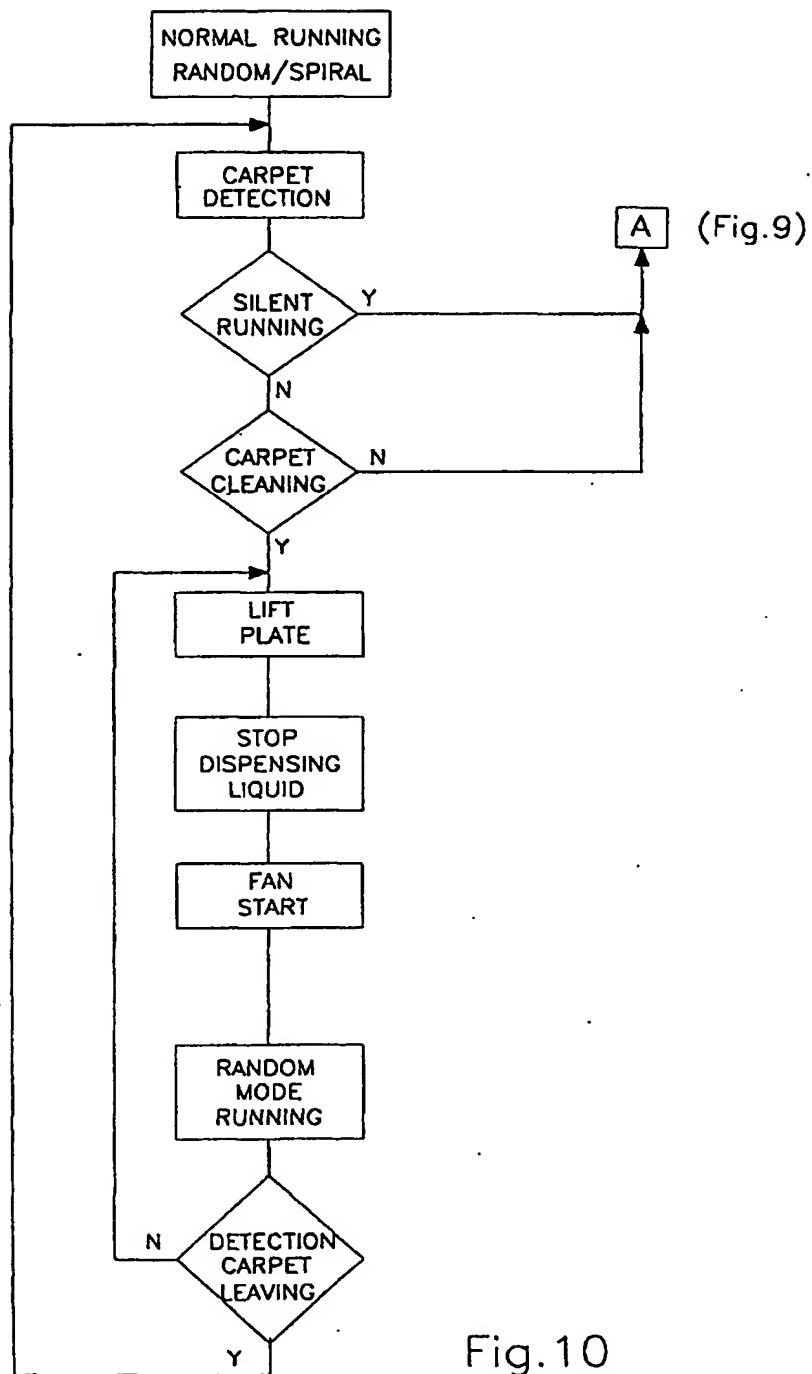 NORMAL RUNNING
RANDOM/SPIRAL
CARPET
DETECTION
A (Fig.9)
SILENT
RUNNING
Y
N
CARPET
CLEANING
N
Y
LIFT
PLATE
STOP
DISPENSING
LIQUID
FAN
START
RANDOM
MODE
RUNNING
N
DETECTION
CARPET
LEAVING
Y
Fig.10